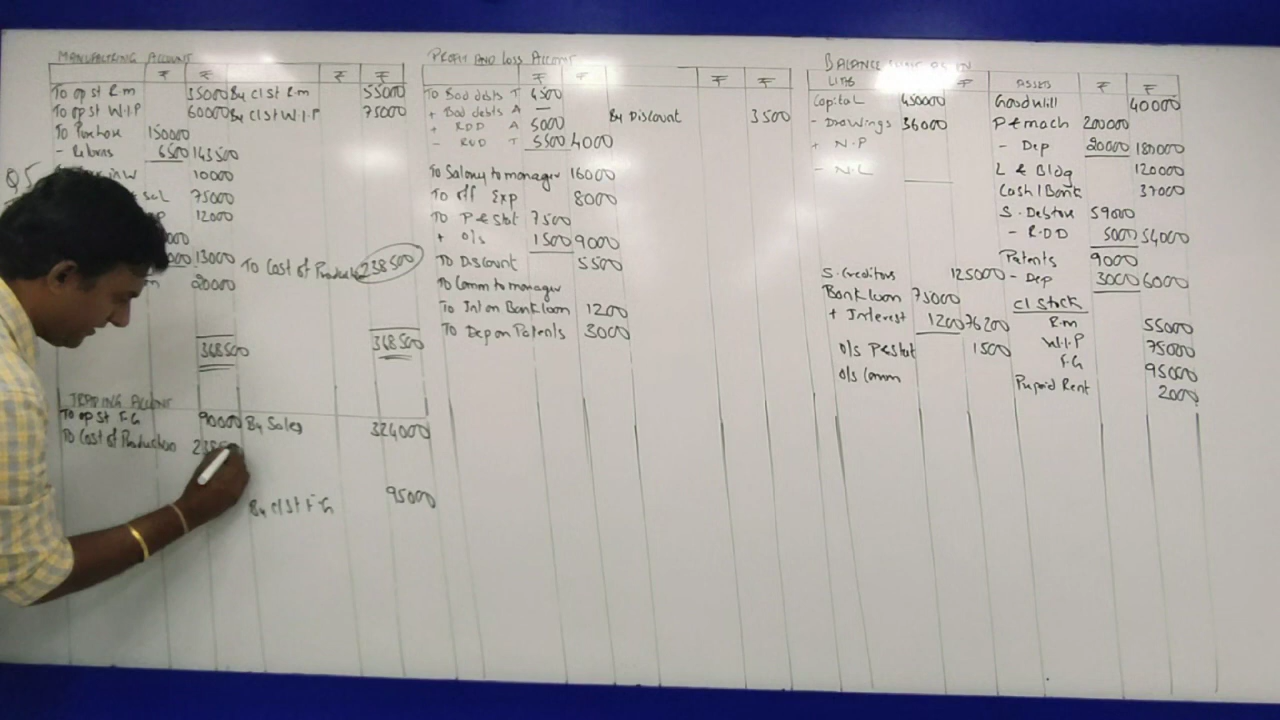 MANUFACTRING ACCOUNT
₹ ₹ ₹ ₹
To op st R.m 35000 By cl St R.m 55000
To op st W.I.P 60000 By cl St W.I.P 75000
To Purchase 150000
- Returns 6500 143500
Q5
10000
75000
12000
13000 To Cost of Production 238500
20000
368500 368500
TRADING ACCOUNT
To op st F.G 90000 By Sales 324000
To Cost of Production
By cl St F.G 95000
PROFIT AND LOSS ACCOUNT
₹ ₹ ₹ ₹
To Bad debts T 4500
+ Bad debts A — By Discount 3500
+ RDD A 5000
- RDD T 5500 4000
To Salary to manager 16000
To off Exp 8000
To P & Stat 7500
+ o/s 1500 9000
To Discount 5500
To Comm to manager
To Int on Bank loan 1200
To Dep on Patents 3000
BALANCE
LIABS ₹ ASSETS ₹ ₹
Capital 450000 Goodwill 40000
- Drawings 36000 P & mach 200000
+ N.P - Dep 20000 180000
- N.L L & Bldg 120000
Cash/Bank 37000
S. Debtors 59000
- R.D.D 5000 54000
Patents 9000
S. Creditors 125000 - Dep 3000 6000
Bank loan 75000 cl Stock
+ Interest 1200 76200 R.m 55000
o/s P & stat 1500 W.I.P 75000
F.G 95000
o/s Comm Prepaid Rent 2000